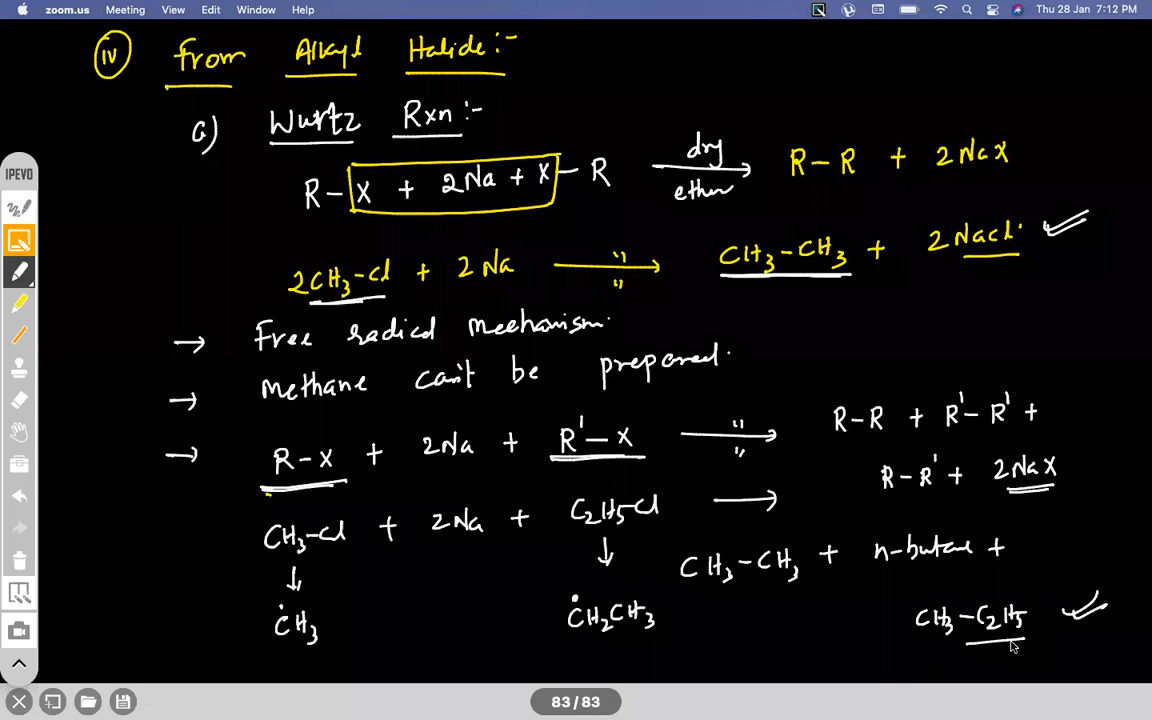 zoom.us Meeting View Edit Window Help Thu 28 Jan 7:12 PM
iv From Alkyl Halide:-
a) Wurtz Rxn:-
R-X + 2Na + X-R dry ether → R-R + 2NaX
2CH3-Cl + 2Na " " → CH3-CH3 + 2NaCl.
→ Free radical mechanism.
→ Methane can't be prepared.
→ R-X + 2Na + R'-X " " → R-R + R'-R' +
R-R' + 2NaX
CH3-Cl + 2Na + C2H5Cl →
CH3-CH3 + n-butane +
↓ ↓
ĊH3 ĊH2CH3 CH3-C2H5
IPEVO
83/83